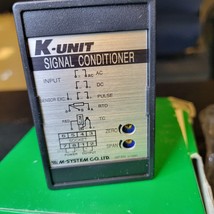 K-UNIT
SIGNAL CONDITIONER
INPUT
AC
DC
PULSE
RTD
TC
ZERO
SPAN
M-SYSTEM CO.,LTD.